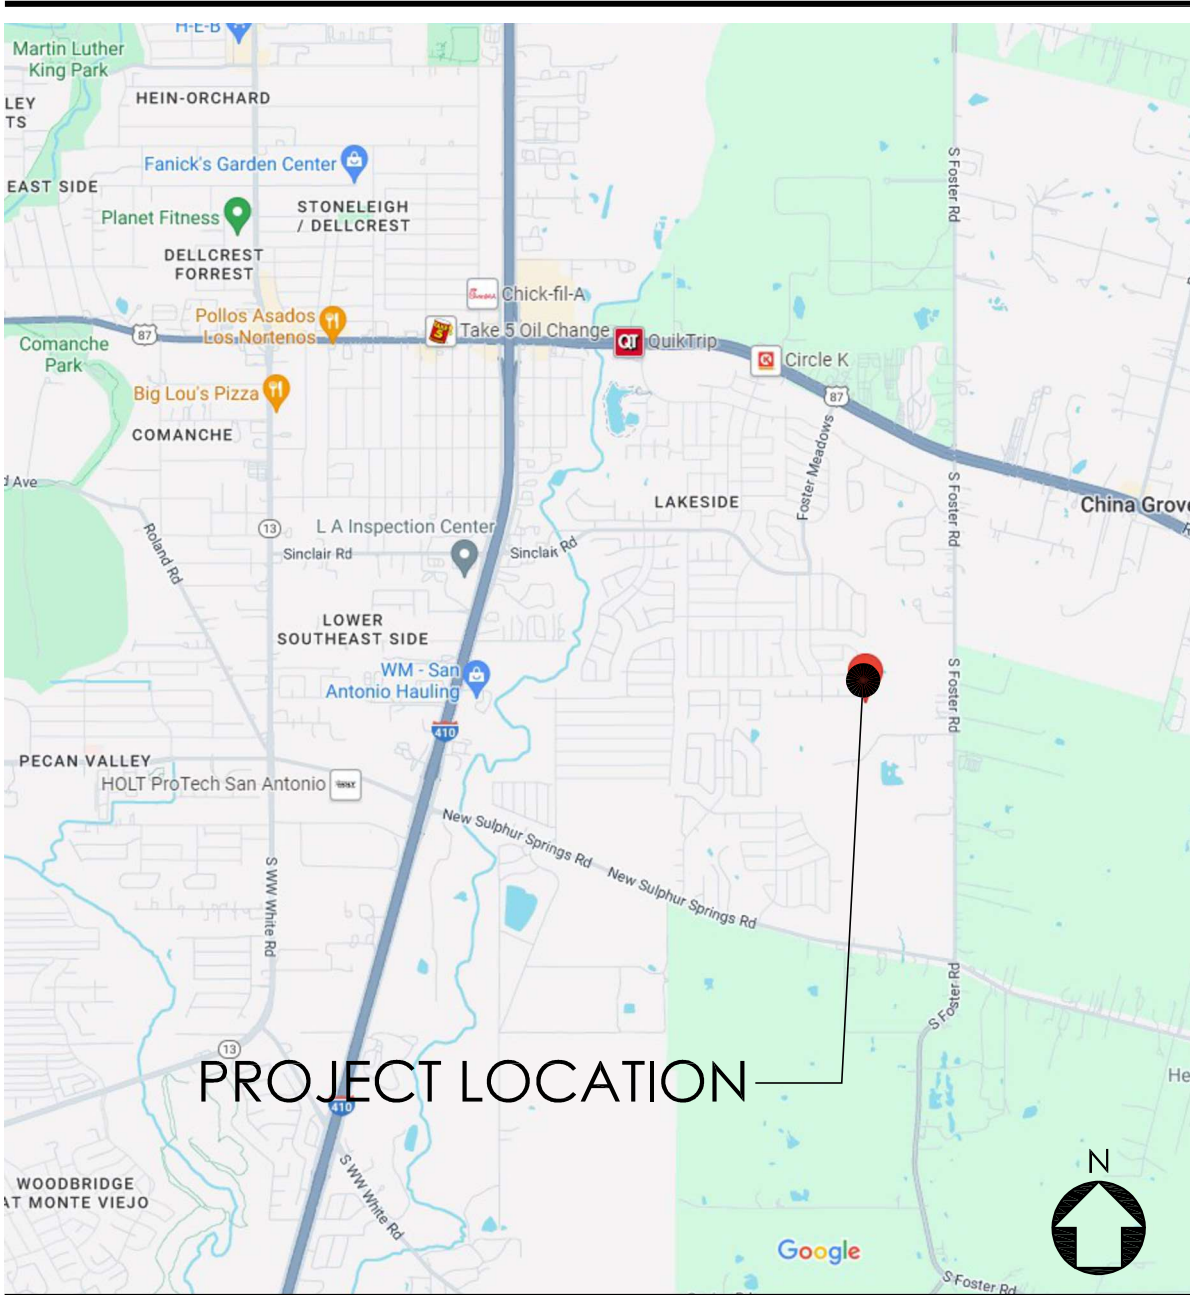 H-E-B
Martin Luther
King Park
HEIN-ORCHARD
LEY
TS
Fanick's Garden Center
EAST SIDE
STONELEIGH
/ DELLCREST
Planet Fitness
DELLCREST
FORREST
S Foster Rd
Chick-fil-A
Pollos Asados
Los Nortenos
Take 5 Oil Change
QT
QuikTrip
87
Comanche
Park
Circle K
Big Lou's Pizza
87
COMANCHE
Foster Meadows
d Ave
LAKESIDE
S Foster Rd
China Grove
13
L A Inspection Center
Roland Rd
Sinclair Rd
Sinclair Rd
LOWER
SOUTHEAST SIDE
WM - San
Antonio Hauling
S Foster Rd
410
PECAN VALLEY
HOLT ProTech San Antonio
New Sulphur Springs Rd
New Sulphur Springs Rd
S WW White Rd
S Foster Rd
13
PROJECT LOCATION
He
410
N
S WW White Rd
WOODBRIDGE
AT MONTE VIEJO
Google
S Foster Rd